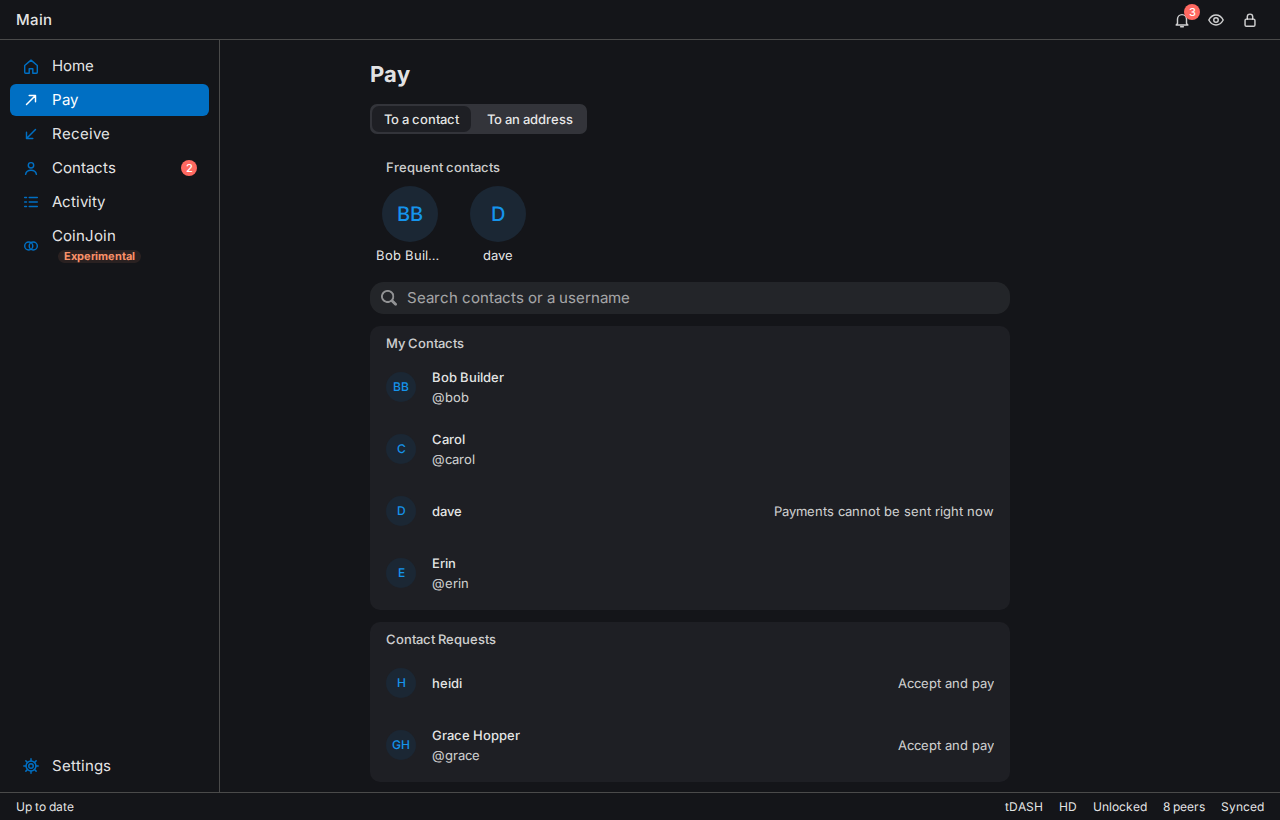 Main
3
Home
Pay
Receive
Contacts
2
Activity
CoinJoin
Experimental
Settings
Pay
To a contact
To an address
Frequent contacts
BB
D
Bob Buil...
dave
Search contacts or a username
My Contacts
BB
Bob Builder
@bob
C
Carol
@carol
D
dave
Payments cannot be sent right now
E
Erin
@erin
Contact Requests
H
heidi
Accept and pay
GH
Grace Hopper
@grace
Accept and pay
Up to date
tDASH
HD
Unlocked
8 peers
Synced